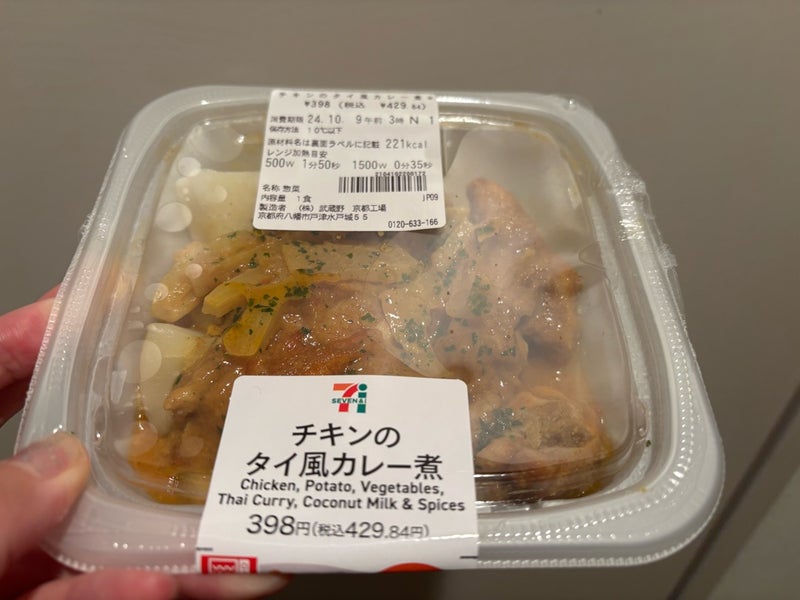 チキンのタイ風カレー煮
¥398 (税込 ¥429.84)
消費期限 24.10. 9午前 3時 N 1
保存方法 10℃以下
原材料名は裏面ラベルに記載 221kcal
レンジ加熱目安
500W 1分50秒 1500W 0分35秒
2104102200172
名称 惣菜
内容量 1食 JP09
製造者 (株)武蔵野 京都工場
京都府八幡市戸津水戸城65
0120-633-166
SEVEN & i
チキンの
タイ風カレー煮
Chicken, Potato, Vegetables,
Thai Curry, Coconut Milk & Spices
398円(税込429.84円)